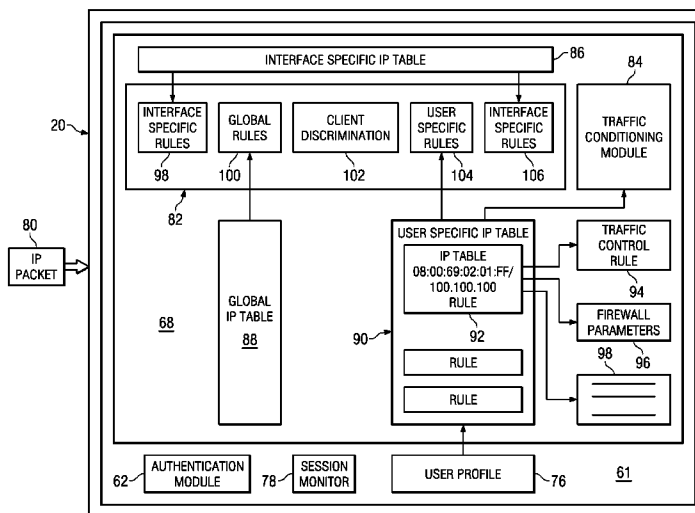 INTERFACE SPECIFIC IP TABLE
86
84
20
INTERFACE
SPECIFIC
RULES
98
GLOBAL
RULES
100
CLIENT
DISCRIMINATION
102
USER
SPECIFIC
RULES
104
INTERFACE
SPECIFIC
RULES
106
TRAFFIC
CONDITIONING
MODULE
82
80
IP
PACKET
68
GLOBAL
IP TABLE
88
USER SPECIFIC IP TABLE
IP TABLE
08:00:69:02:01:FF/
100.100.100
RULE
92
90
RULE
RULE
TRAFFIC
CONTROL
RULE
94
FIREWALL
PARAMETERS
96
98
62
AUTHENTICATION
MODULE
78
SESSION
MONITOR
USER PROFILE
76
61